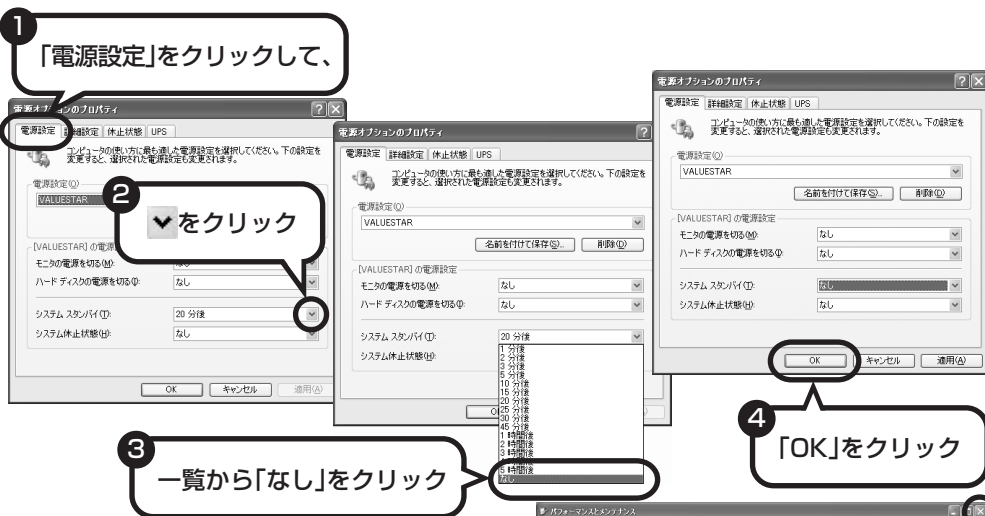 1
「電源設定」をクリックして、
電源オプションのプロパティ
電源設定 詳細設定 休止状態 UPS
コンピュータの使い方に最も適した電源設定を選択してください。下の設定を
変更すると、選択された電源設定も変更されます。
電源設定(O)
VALUESTAR
2
をクリック
[VALUESTAR] の電源
モニタの電源を切る(M):
ハード ディスクの電源を切る(I): なし
システム スタンバイ(T): 20 分後
システム休止状態(H): なし
OK キャンセル 適用(A)
電源オプションのプロパティ
電源設定 詳細設定 休止状態 UPS
コンピュータの使い方に最も適した電源設定を選択してください。下の設定を
変更すると、選択された電源設定も変更されます。
電源設定(O)
VALUESTAR
名前を付けて保存(S)... 削除(D)
[VALUESTAR] の電源設定
モニタの電源を切る(M): なし
ハード ディスクの電源を切る(I): なし
システム スタンバイ(T): 20 分後
システム休止状態(H):
1 分後
2 分後
3 分後
5 分後
10 分後
15 分後
20 分後
25 分後
30 分後
45 分後
1 時間後
2 時間後
3 時間後
5 時間後
なし
3
一覧から「なし」をクリック
電源オプションのプロパティ
電源設定 詳細設定 休止状態 UPS
コンピュータの使い方に最も適した電源設定を選択してください。下の設定を
変更すると、選択された電源設定も変更されます。
電源設定(O)
VALUESTAR
名前を付けて保存(S)... 削除(D)
[VALUESTAR] の電源設定
モニタの電源を切る(M): なし
ハード ディスクの電源を切る(I): なし
システム スタンバイ(T): なし
システム休止状態(H): なし
OK キャンセル 適用(A)
4
「OK」をクリック
パフォーマンスとメンテナンス